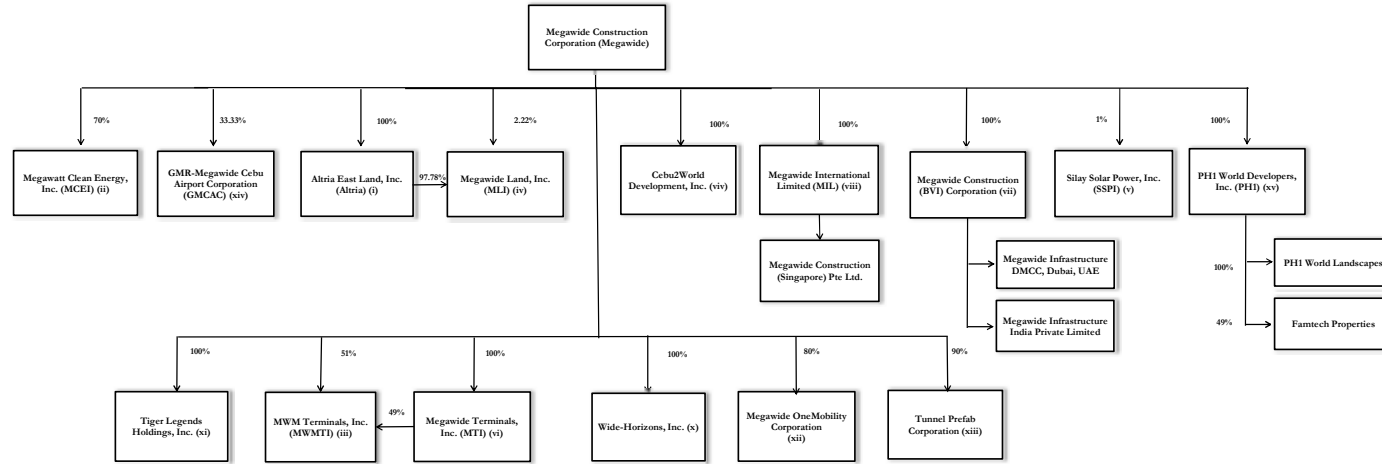 Megawide Construction
Corporation (Megawide)
70%
33.33%
100%
2.22%
100%
100%
100%
1%
100%
Megawatt Clean Energy,
Inc. (MCEI) (ii)
GMR-Megawide Cebu
Airport Corporation
(GMCAC) (xiv)
Altria East Land, Inc.
(Altria) (i)
97.78%
Megawide Land, Inc.
(MLI) (iv)
Cebu2World
Development, Inc. (viv)
Megawide International
Limited (MIL) (viii)
Megawide Construction
(BVI) Corporation (vii)
Silay Solar Power, Inc.
(SSPI) (v)
PH1 World Developers,
Inc. (PH1) (xv)
Megawide Construction
(Singapore) Pte Ltd.
Megawide Infrastructure
DMCC, Dubai, UAE
100%
PH1 World Landscapes
Megawide Infrastructure
India Private Limited
49%
Famtech Properties
100%
51%
100%
100%
80%
90%
Tiger Legends
Holdings, Inc. (xi)
MWM Terminals, Inc.
(MWMTI) (iii)
49%
Megawide Terminals,
Inc. (MTI) (vi)
Wide-Horizons, Inc. (x)
Megawide OneMobility
Corporation
(xii)
Tunnel Prefab
Corporation (xiii)